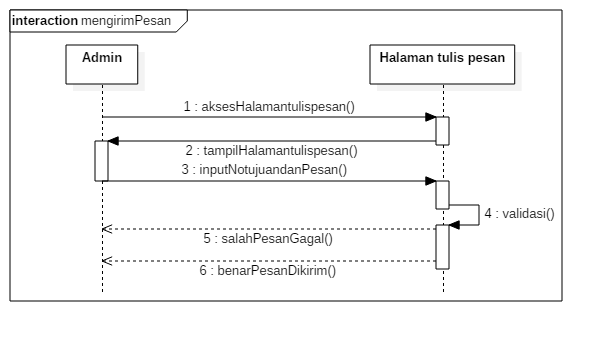 interaction mengirimPesan
Admin
Halaman tulis pesan
1 : aksesHalamantulispesan()
2 : tampilHalamantulispesan()
3 : inputNotujuandanPesan()
4 : validasi()
5 : salahPesanGagal()
6 : benarPesanDikirim()